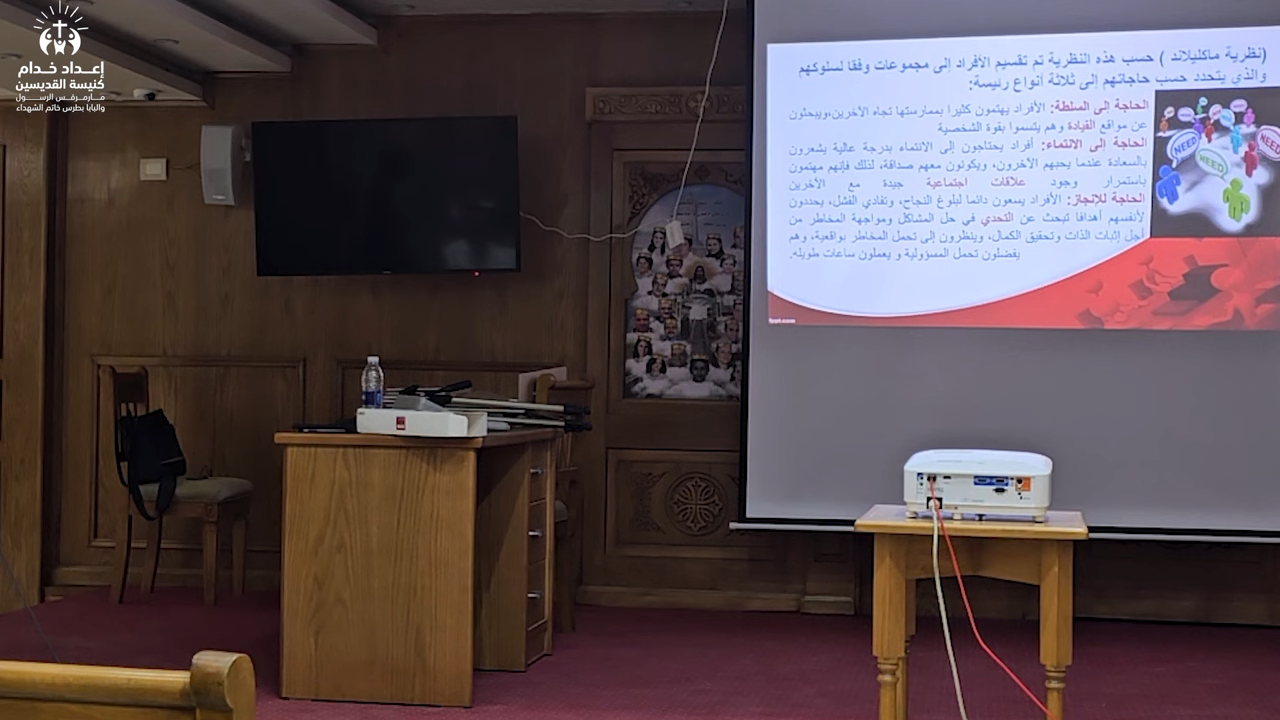 إعداد خدام
كنيسة القديسين
مارمرقس الرسول
والبابا بطرس خاتم الشهداء
(نظرية ماكليلاند ) حسب هذه النظرية تم تقسيم الأفراد إلى مجموعات وفقا لسلوكهم
والذي يتحدد حسب حاجاتهم إلى ثلاثة أنواع رئيسة:
الحاجة إلى السلطة: الأفراد يهتمون كثيرا بممارستها تجاه الآخرين،ويبحثون
عن مواقع القيادة وهم يتسموا بقوة الشخصية
الحاجة إلى الانتماء: أفراد يحتاجون إلى الانتماء بدرجة عالية يشعرون
بالسعادة عندما يحبهم الآخرون، ويكونون معهم صداقة، لذلك فإنهم مهتمون
باستمرار وجود علاقات اجتماعية جيدة مع الآخرين
الحاجة للإنجاز: الأفراد يسعون دائما لبلوغ النجاح، وتفادي الفشل، يحددون
لأنفسهم أهدافا تبحث عن التحدي في حل المشاكل ومواجهة المخاطر من
أجل إثبات الذات وتحقيق الكمال، وينظرون إلى تحمل المخاطر بواقعية، وهم
يفضلون تحمل المسؤولية و يعملون ساعات طويله.
NEED
NEED
NEED
fppt.com